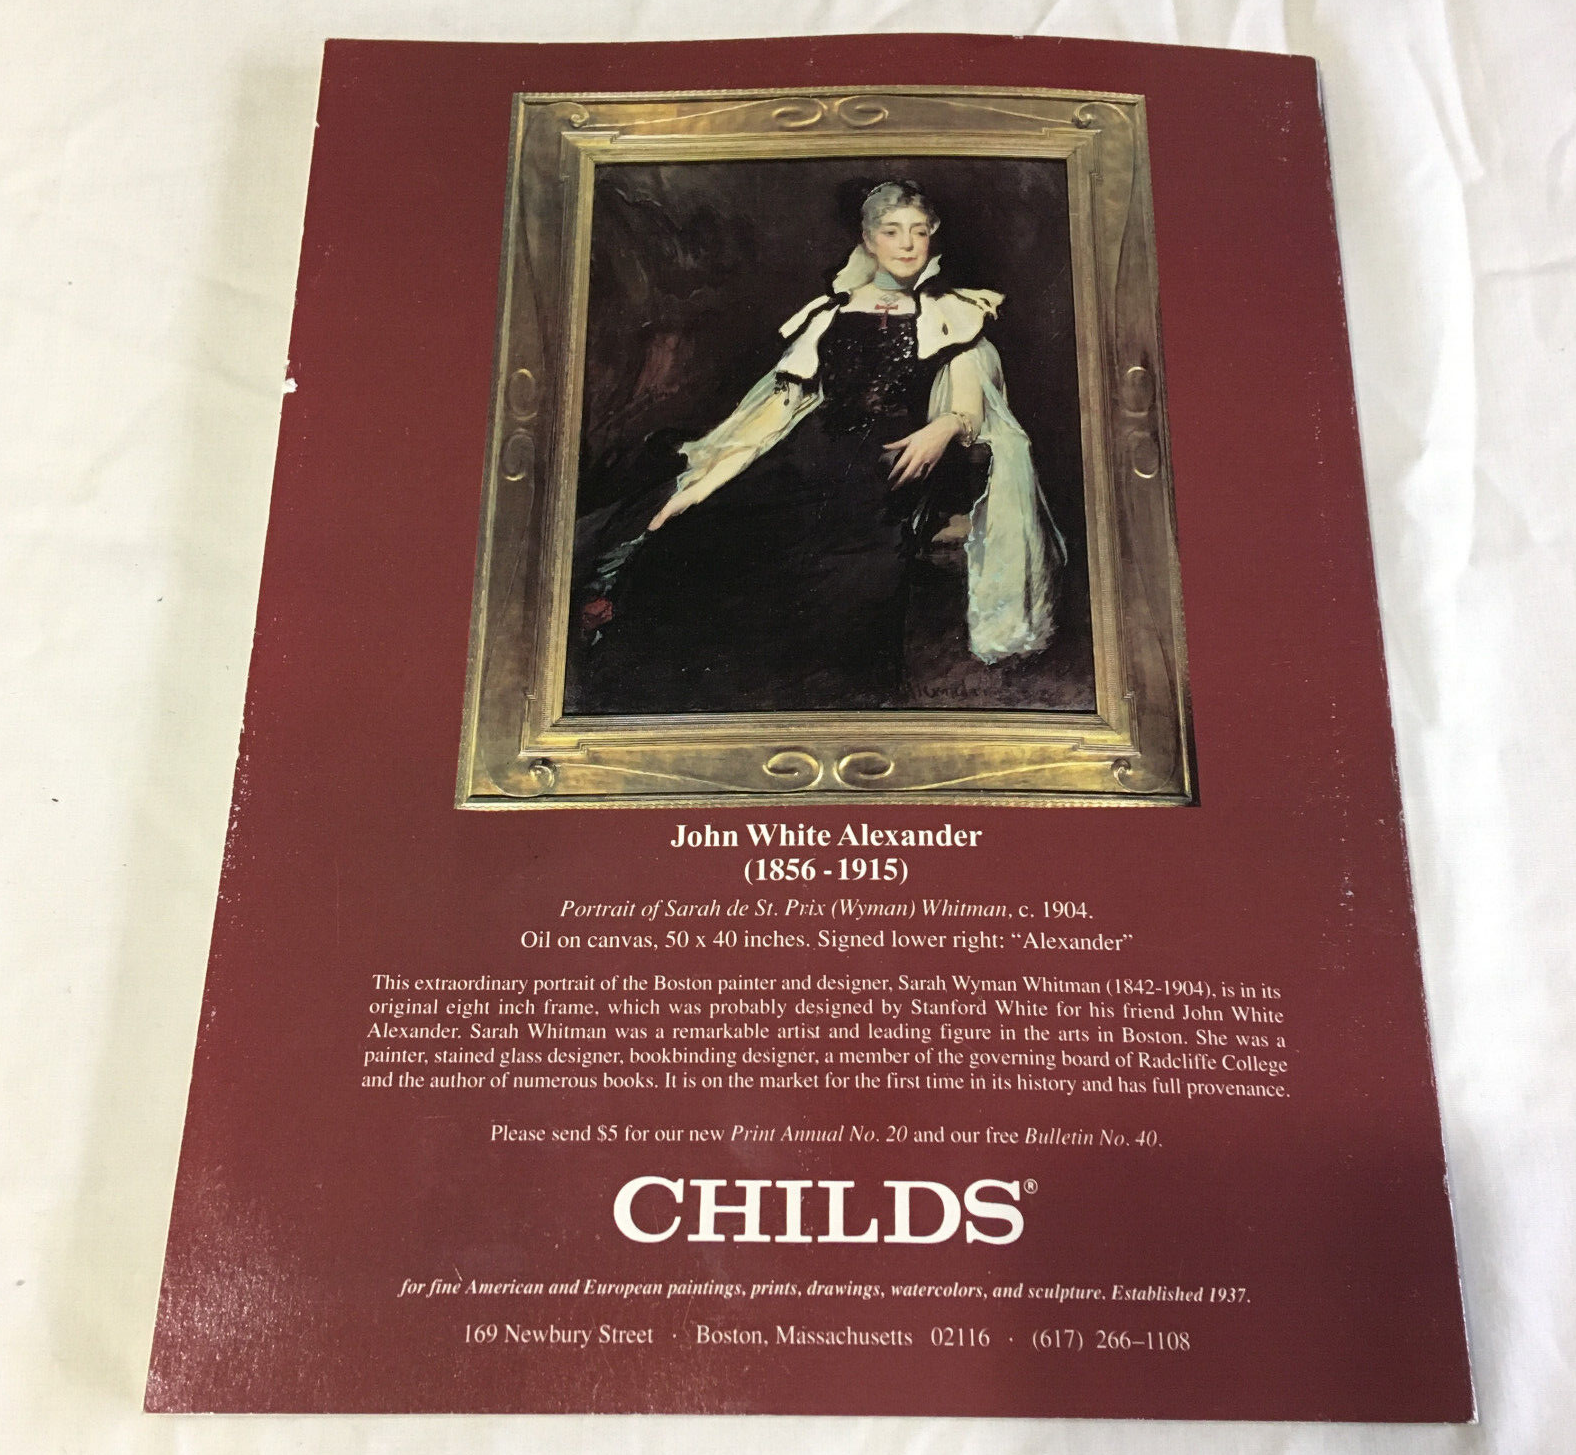 Alexander
John White Alexander
(1856 - 1915)
Portrait of Sarah de St. Prix (Wyman) Whitman, c. 1904.
Oil on canvas, 50 x 40 inches. Signed lower right: “Alexander”
This extraordinary portrait of the Boston painter and designer, Sarah Wyman Whitman (1842-1904), is in its
original eight inch frame, which was probably designed by Stanford White for his friend John White
Alexander. Sarah Whitman was a remarkable artist and leading figure in the arts in Boston. She was a
painter, stained glass designer, bookbinding designer, a member of the governing board of Radcliffe College
and the author of numerous books. It is on the market for the first time in its history and has full provenance.
Please send $5 for our new Print Annual No. 20 and our free Bulletin No. 40.
CHILDS®
for fine American and European paintings, prints, drawings, watercolors, and sculpture. Established 1937.
169 Newbury Street · Boston, Massachusetts 02116 · (617) 266–1108